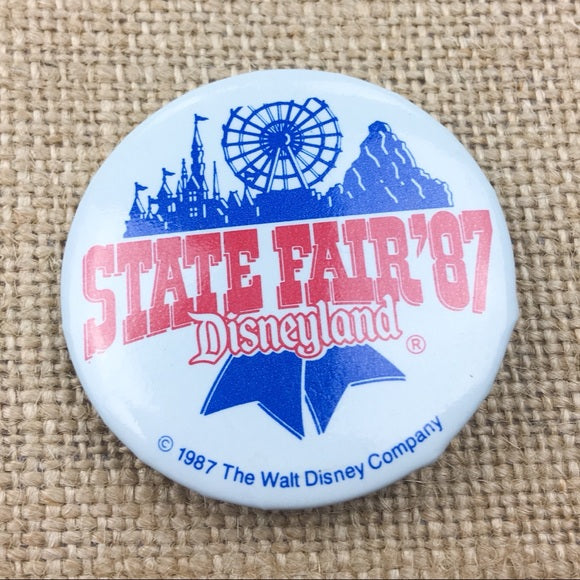 STATE FAIR '87
Disneyland ®
© 1987 The Walt Disney Company